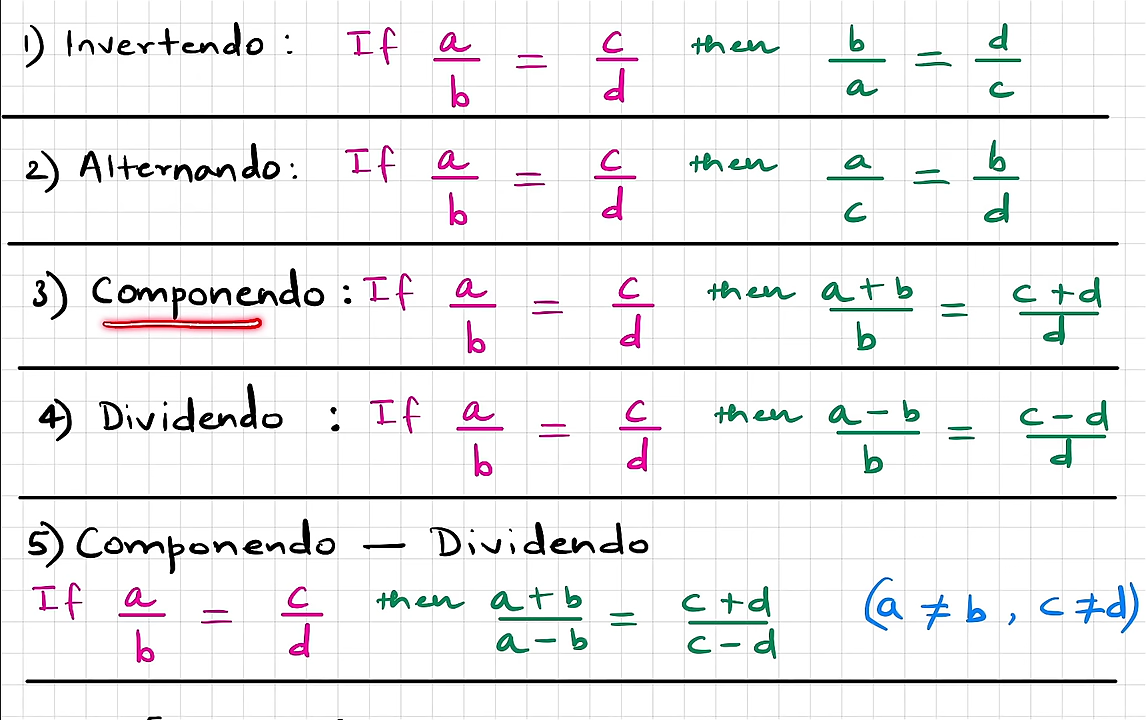 1) Invertendo : If a/b = c/d then b/a = d/c
2) Alternando : If a/b = c/d then a/c = b/d
3) Componendo : If a/b = c/d then a+b/b = c+d/d
4) Dividendo : If a/b = c/d then a-b/b = c-d/d
5) Componendo — Dividendo
If a/b = c/d then a+b/a-b = c+d/c-d (a ≠ b, c ≠ d)